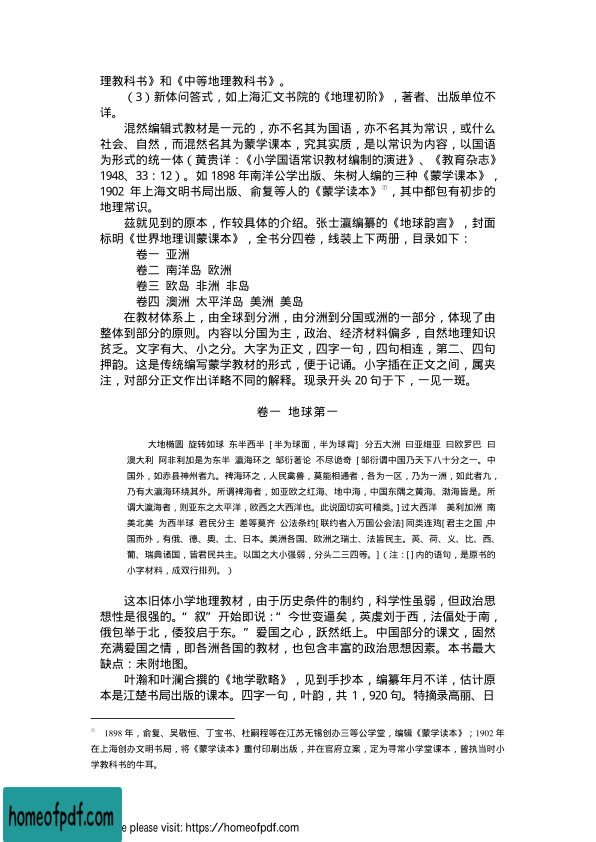 理教科书》和《中等地理教科书》。
（3）新体问答式，如上海汇文书院的《地理初阶》，著者、出版单位不
详。
混然编辑式教材是一元的，亦不名其为国语，亦不名其为常识，或什么
社会、自然，而混然名其为蒙学课本，究其实质，是以常识为内容，以国语
为形式的统一体（黄贵详：《小学国语常识教材编制的演进》、《教育杂志》
1948、33：12）。如 1898 年南洋公学出版、朱树人编的三种《蒙学课本》，
1902 年上海文明书局出版、俞复等人的《蒙学读本》①，其中都包有初步的
地理常识。
兹就见到的原本，作较具体的介绍。张士瀛编纂的《地球韵言》，封面
标明《世界地理训蒙课本》，全书分四卷，线装上下两册，目录如下：
卷一 亚洲
卷二 南洋岛 欧洲
卷三 欧岛 非洲 非岛
卷四 澳洲 太平洋岛 美洲 美岛
在教材体系上，由全球到分洲，由分洲到分国或洲的一部分，体现了由
整体到部分的原则。内容以分国为主，政治、经济材料偏多，自然地理知识
贫乏。文字有大、小之分。大字为正文，四字一句，四句相连，第二、四句
押韵。这是传统编写蒙学教材的形式，便于记诵。小字插在正文之间，属夹
注，对部分正文作出详略不同的解释。现录开头 20 句于下，一见一斑。
卷一 地球第一
大地椭圆 旋转如球 东半西半 [半为球面，半为球背] 分五大洲 曰亚细亚 曰欧罗巴 曰
澳大利 阿非利加是为东半 瀛海环之 邹衍著论 不尽诡奇 [邹衍谓中国乃天下八十分之一。中
国外，如赤县神州者九。裨海环之，人民禽兽，莫能相通者，各为一区，乃为一洲，如此者九，
乃有大瀛海环绕其外。所谓裨海者，如亚欧之红海、地中海，中国东隅之黄海、渤海皆是。所
谓大瀛海者，则亚东之太平洋，欧西之大西洋也。此说固切实可稽类。]过大西洋 美利加洲 南
美北美 为西半球 君民分主 差等莫齐 公法条约[联约者入万国公会法]同类连鸡[君主之国，中
国而外，有俄、德、奥、土、日本。美洲各国、欧洲之瑞士、法皆民主。英、荷、义、比、西、
葡、瑞典诸国，皆君民共主。以国之大小强弱，分头二三四等。]（注：[]内的语句，是原书的
小字材料，成双行排列。）
这本旧体小学地理教材，由于历史条件的制约，科学性虽弱，但政治思
想性是很强的。“叙”开始即说：“今世变逼矣，英虔刘于西，法偪处于南，
俄包举于北，倭狡启于东。”爱国之心，跃然纸上。中国部分的课文，固然
充满爱国之情，即各洲各国的教材，也包含丰富的政治思想因素。本书最大
缺点：未附地图。
叶瀚和叶澜合撰的《地学歌略》，见到手抄本，编纂年月不详，估计原
本是江楚书局出版的课本。四字一句，叶韵，共 1，920 句。特摘录高丽、日
① 1898 年，俞复、吴敬恒、丁宝书、杜嗣程等在江苏无锡创办三等公学堂，编辑《蒙学读本》；1902 年
在上海创办文明书局，将《蒙学读本》重付印刷出版，并在官府立案，定为寻常小学堂课本，曾执当时小
学教科书的牛耳。
homeofpdf.com
e please visit: https://homeofpdf.com